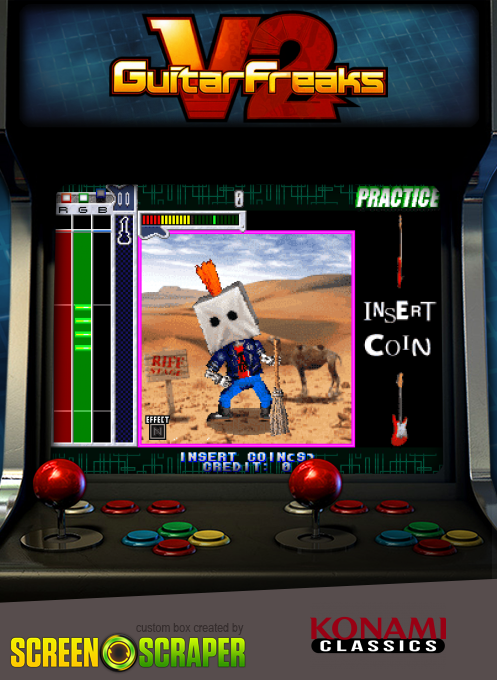 V2
GuitarFreaks
R G B
0
PRACTICE
INSERT
COIN
RIFF
STAGE
EFFECT
N
INSERT COIN(S)
CREDIT: 0
custom box created by
SCREEN SCRAPER
KONAMI
CLASSICS